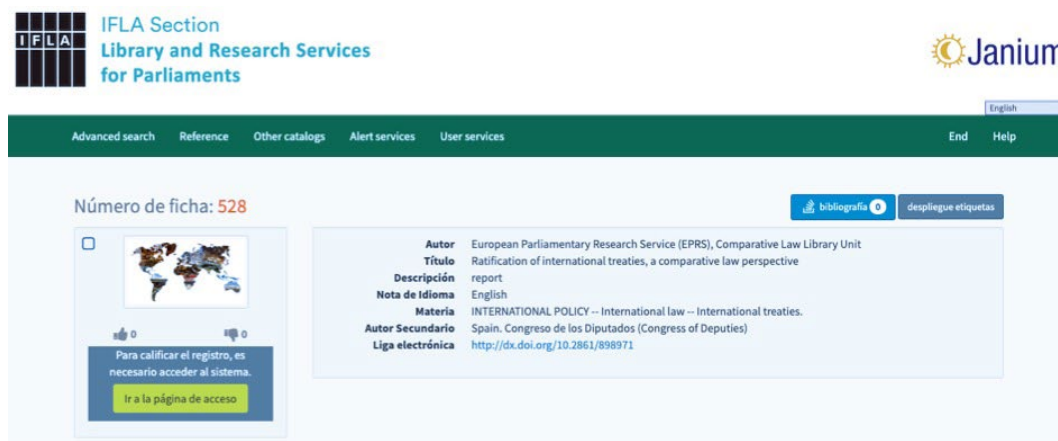 IFLA
IFLA Section
Library and Research Services
for Parliaments
Janium
English
Advanced search Reference Other catalogs Alert services User services End Help
Número de ficha: 528
bibliografía 0 despliegue etiquetas
Autor European Parliamentary Research Service (EPRS), Comparative Law Library Unit
Título Ratification of international treaties, a comparative law perspective
Descripción report
Nota de Idioma English
Materia INTERNATIONAL POLICY -- International law -- International treaties.
Autor Secundario Spain. Congreso de los Diputados (Congress of Deputies)
Liga electrónica http://dx.doi.org/10.2861/898971
0 0
Para calificar el registro, es
necesario acceder al sistema.
Ir a la página de acceso